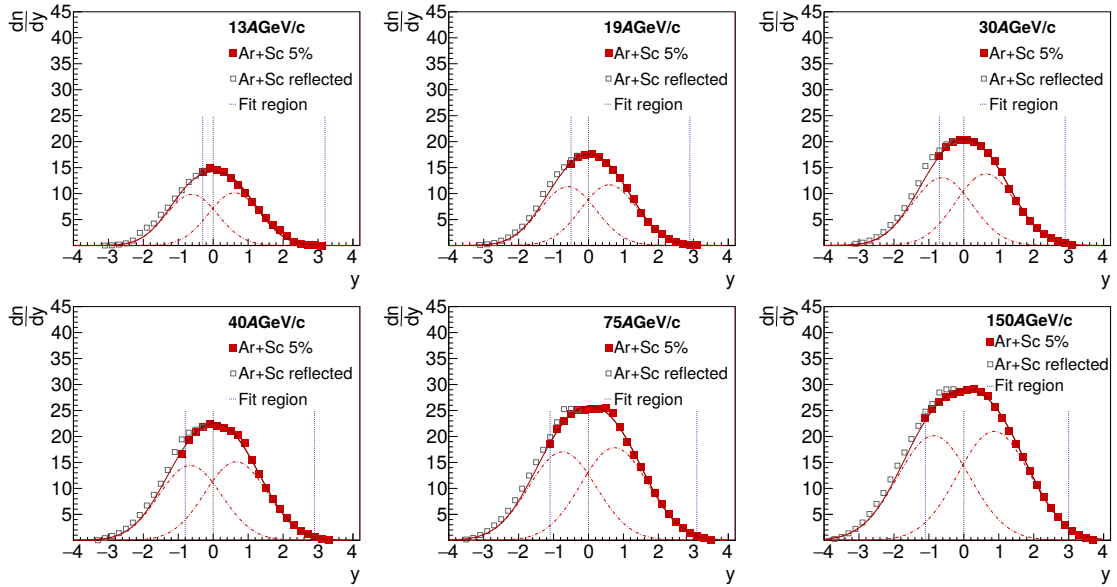 dn
dy
13AGeV/c
Ar+Sc 5%
Ar+Sc reflected
Fit region
45
40
35
30
25
20
15
10
5
−4 −3 −2 −1 0 1 2 3 4
y
dn
dy
19AGeV/c
Ar+Sc 5%
Ar+Sc reflected
Fit region
45
40
35
30
25
20
15
10
5
−4 −3 −2 −1 0 1 2 3 4
y
dn
dy
30AGeV/c
Ar+Sc 5%
Ar+Sc reflected
Fit region
45
40
35
30
25
20
15
10
5
−4 −3 −2 −1 0 1 2 3 4
y
dn
dy
40AGeV/c
Ar+Sc 5%
Ar+Sc reflected
Fit region
45
40
35
30
25
20
15
10
5
−4 −3 −2 −1 0 1 2 3 4
y
dn
dy
75AGeV/c
Ar+Sc 5%
Ar+Sc reflected
Fit region
45
40
35
30
25
20
15
10
5
−4 −3 −2 −1 0 1 2 3 4
y
dn
dy
150AGeV/c
Ar+Sc 5%
Ar+Sc reflected
Fit region
45
40
35
30
25
20
15
10
5
−4 −3 −2 −1 0 1 2 3 4
y